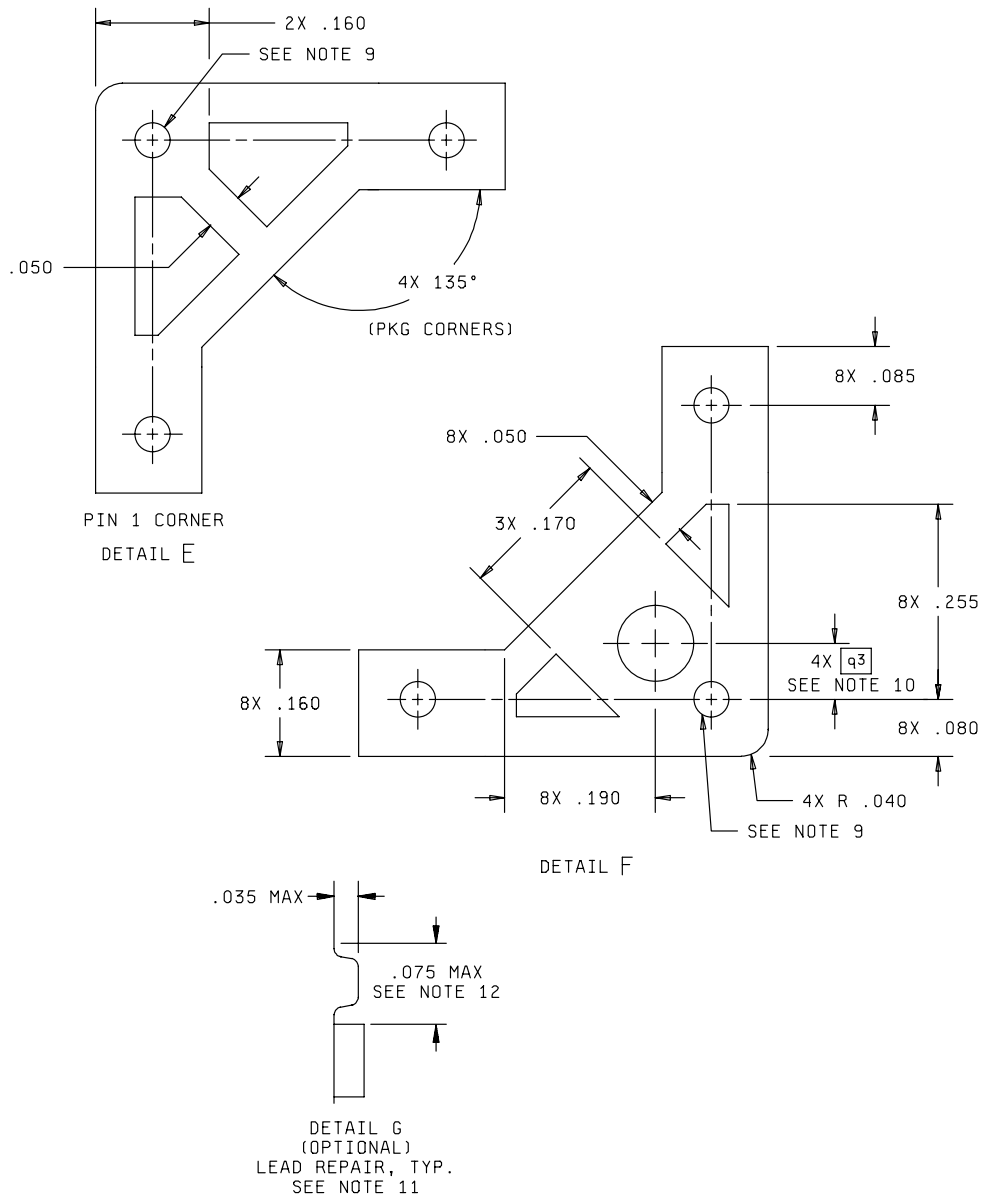 2X .160
SEE NOTE 9
.050
4X 135°
(PKG CORNERS)
PIN 1 CORNER
DETAIL E
8X .085
8X .050
3X .170
8X .255
4X q3
SEE NOTE 10
8X .160
8X .080
8X .190
4X R .040
SEE NOTE 9
DETAIL F
.035 MAX
.075 MAX
SEE NOTE 12
DETAIL G
(OPTIONAL)
LEAD REPAIR, TYP.
SEE NOTE 11